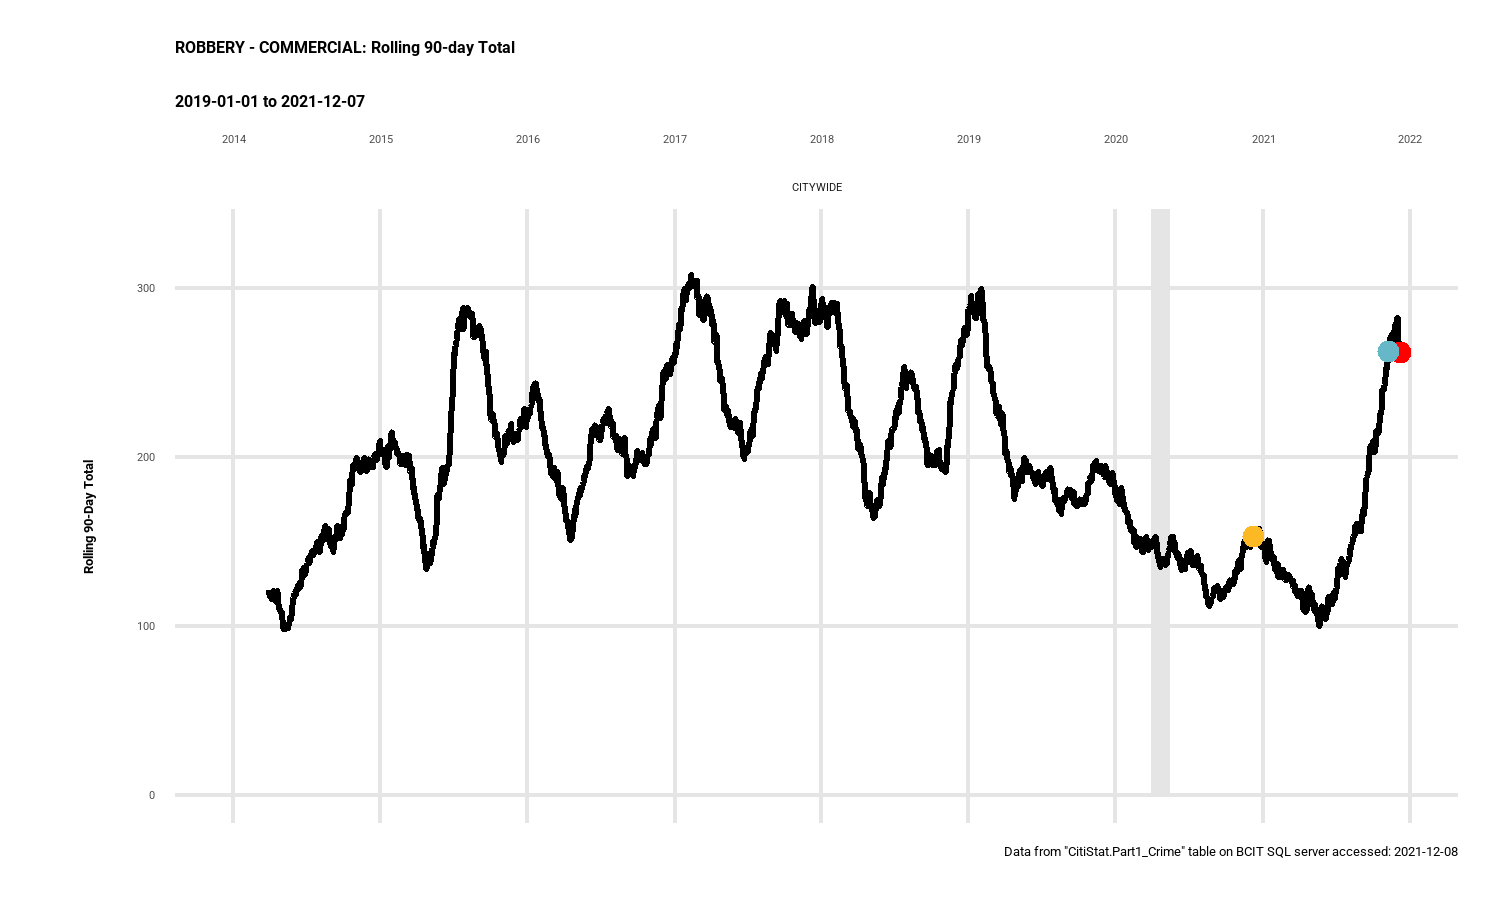 ROBBERY - COMMERCIAL: Rolling 90-day Total
2019-01-01 to 2021-12-07
2014 2015 2016 2017 2018 2019 2020 2021 2022
CITYWIDE
300
200
100
0
Rolling 90-Day Total
Data from "CitiStat.Part1_Crime" table on BCIT SQL server accessed: 2021-12-08